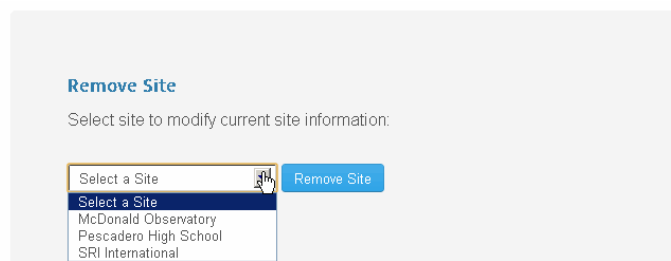 Remove Site
Select site to modify current site information:
Select a Site Remove Site
Select a Site
McDonald Observatory
Pescadero High School
SRI International